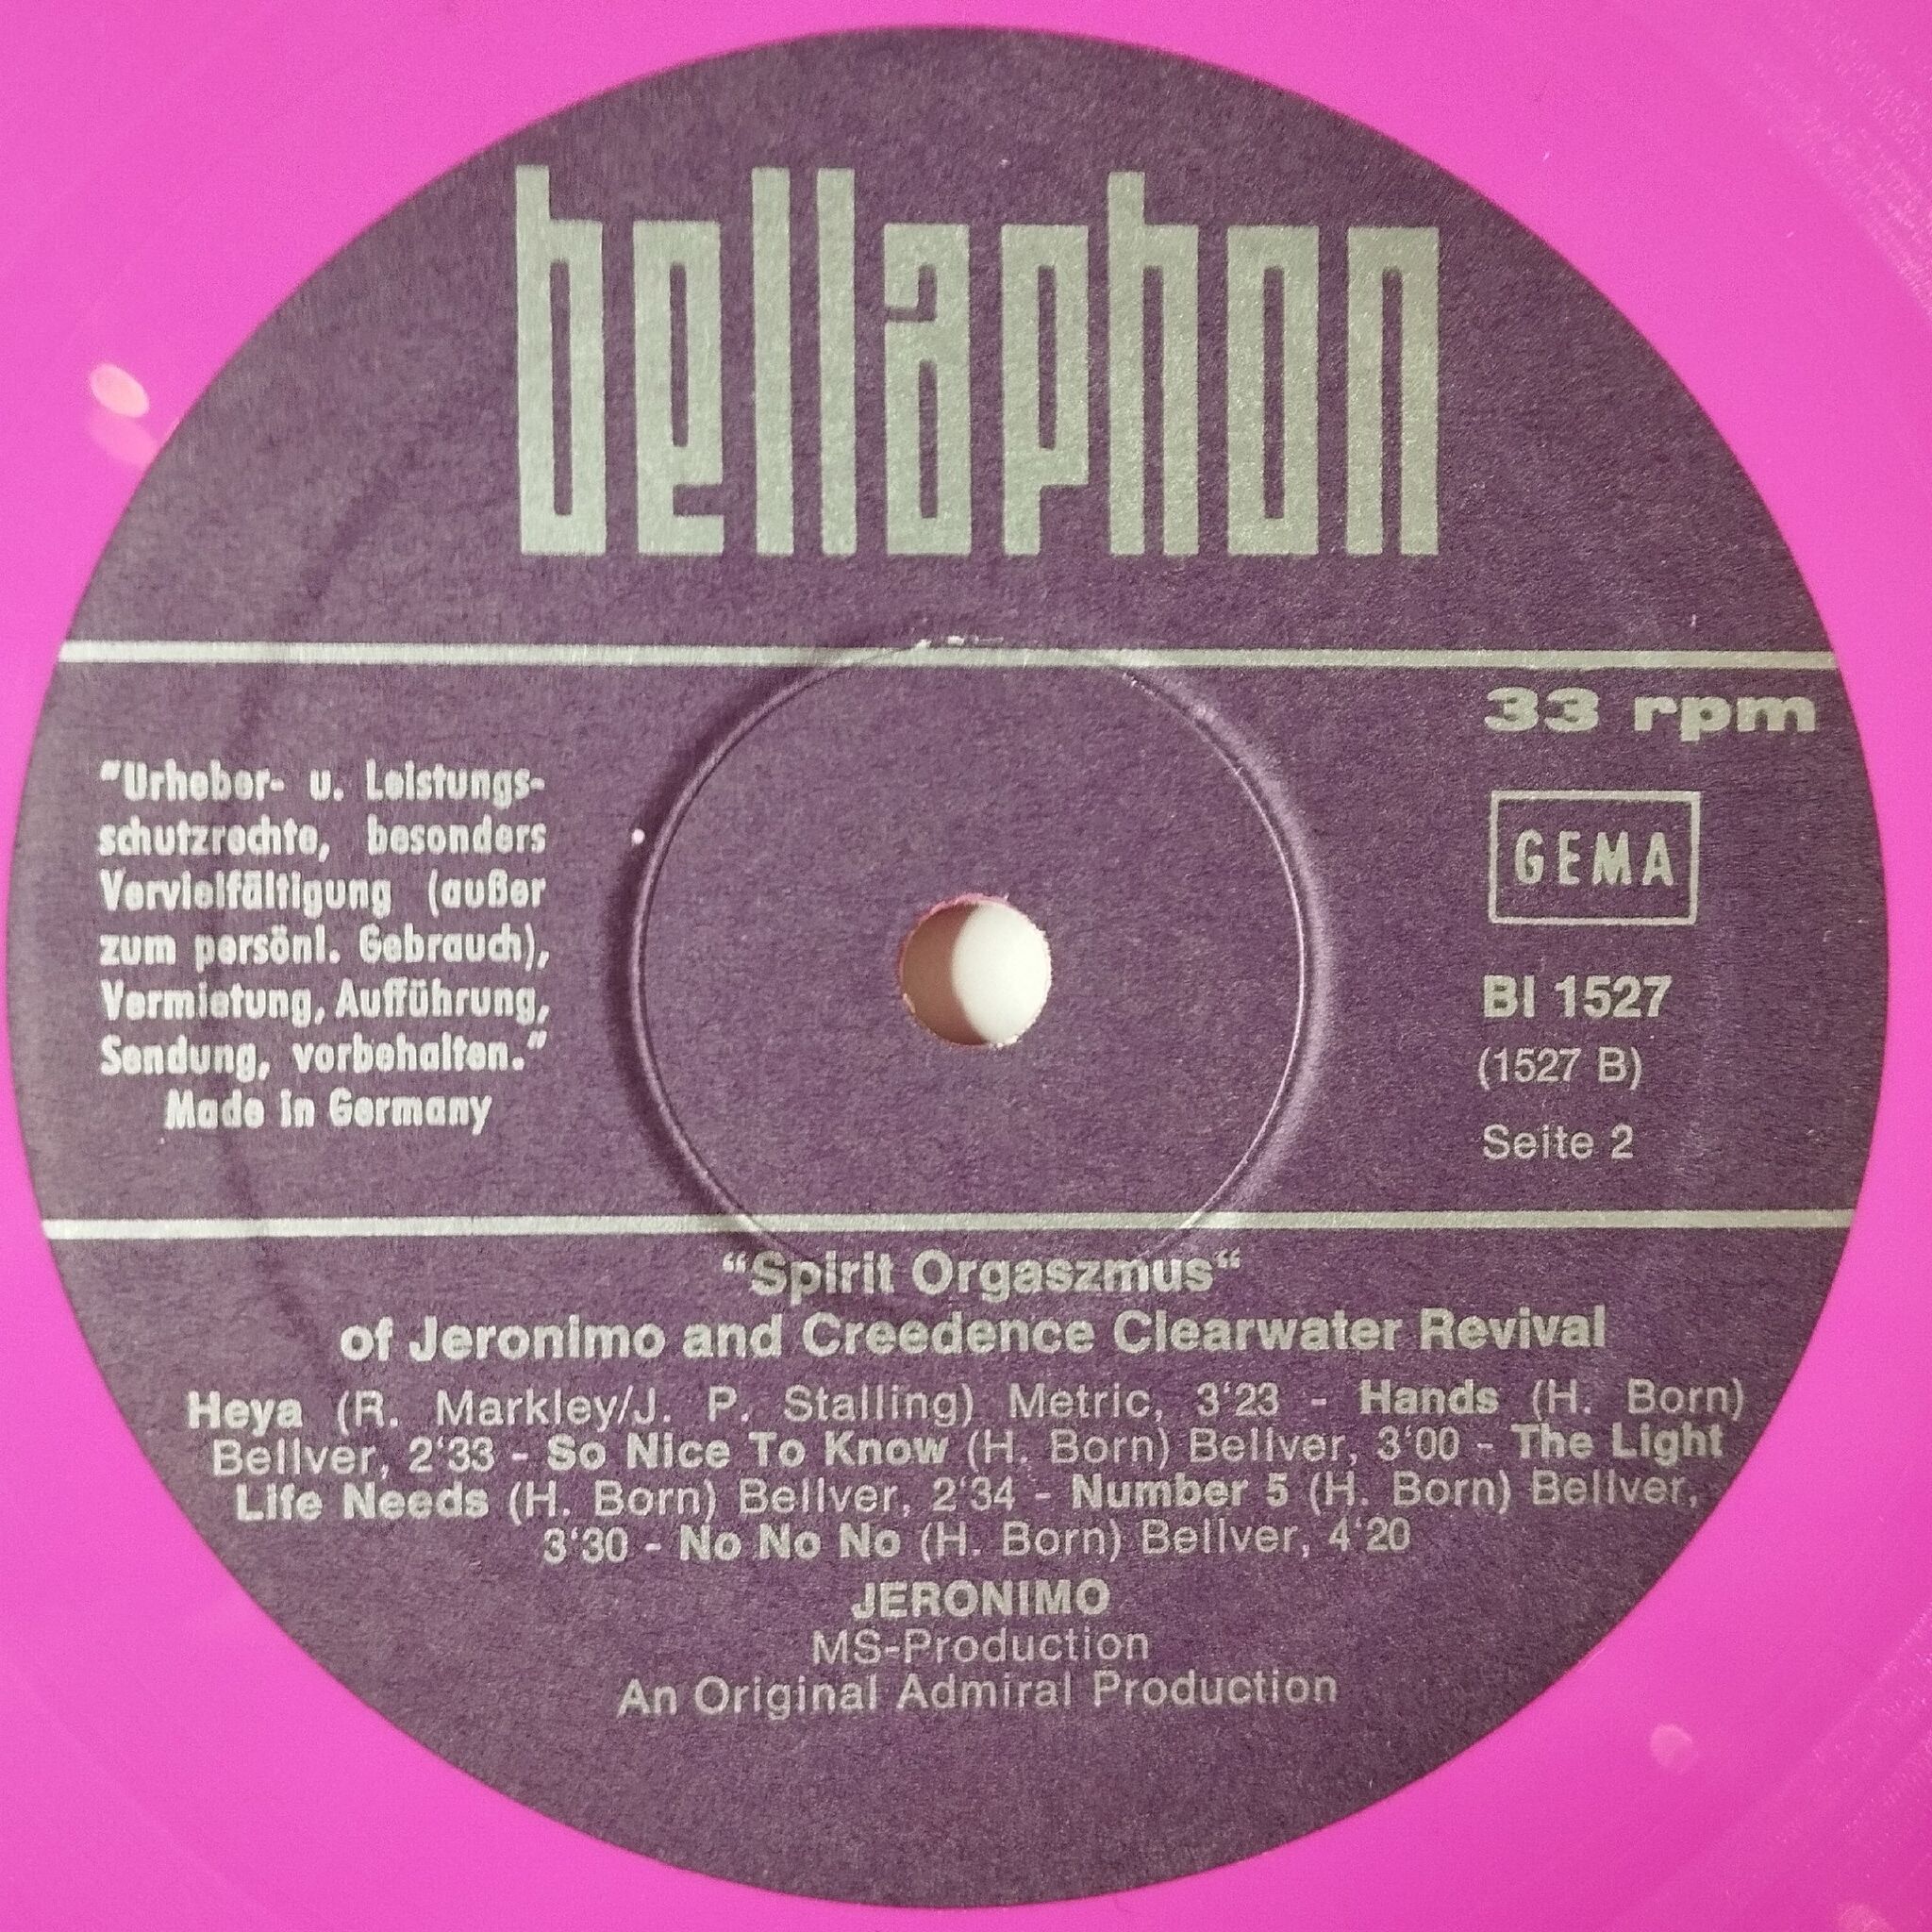 bellaphon
33 rpm
"Urheber- u. Leistungs-
schutzrechte, besonders
Vervielfältigung (außer
zum persönl. Gebrauch),
Vermietung, Aufführung,
Sendung, vorbehalten."
Made in Germany
GEMA
BI 1527
(1527 B)
Seite 2
“Spirit Orgaszmus“
of Jeronimo and Creedence Clearwater Revival
Heya (R. Markley/J. P. Stalling) Metric, 3‘23 - Hands (H. Born)
Bellver, 2‘33 - So Nice To Know (H. Born) Bellver, 3‘00 - The Light
Life Needs (H. Born) Bellver, 2‘34 - Number 5 (H. Born) Bellver,
3‘30 - No No No (H. Born) Bellver, 4‘20
JERONIMO
MS-Production
An Original Admiral Production